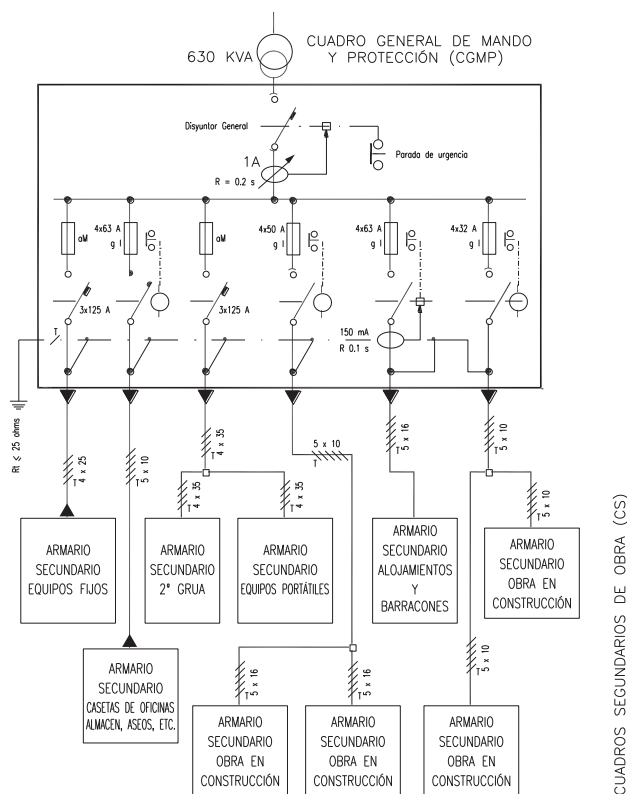 630 KVA
CUADRO GENERAL DE MANDO
Y PROTECCIÓN (CGMP)
Disyuntor General
Parada de urgencia
1A
R = 0.2 s
aM
4x63 A
g I
aM
4x50 A
g I
4x63 A
g I
4x32 A
g I
3x125 A
3x125 A
150 mA
R 0.1 s
T
Rt ≤ 25 ohms
T 4 x 25
T 5 x 10
T 4 x 35
5 x 10
T
T 5 x 16
T 5 x 10
T 4 x 35
T 4 x 35
T 5 x 10
ARMARIO
SECUNDARIO
EQUIPOS FIJOS
ARMARIO
SECUNDARIO
2ª GRUA
ARMARIO
SECUNDARIO
EQUIPOS PORTÁTILES
ARMARIO
SECUNDARIO
ALOJAMIENTOS
Y
BARRACONES
ARMARIO
SECUNDARIO
OBRA EN
CONSTRUCCIÓN
ARMARIO
SECUNDARIO
CASETAS DE OFICINAS
ALMACEN, ASEOS, ETC.
T 5 x 16
T 5 x 16
T 5 x 10
ARMARIO
SECUNDARIO
OBRA EN
CONSTRUCCIÓN
ARMARIO
SECUNDARIO
OBRA EN
CONSTRUCCIÓN
ARMARIO
SECUNDARIO
OBRA EN
CONSTRUCCIÓN
CUADROS SEGUNDARIOS DE OBRA (CS)